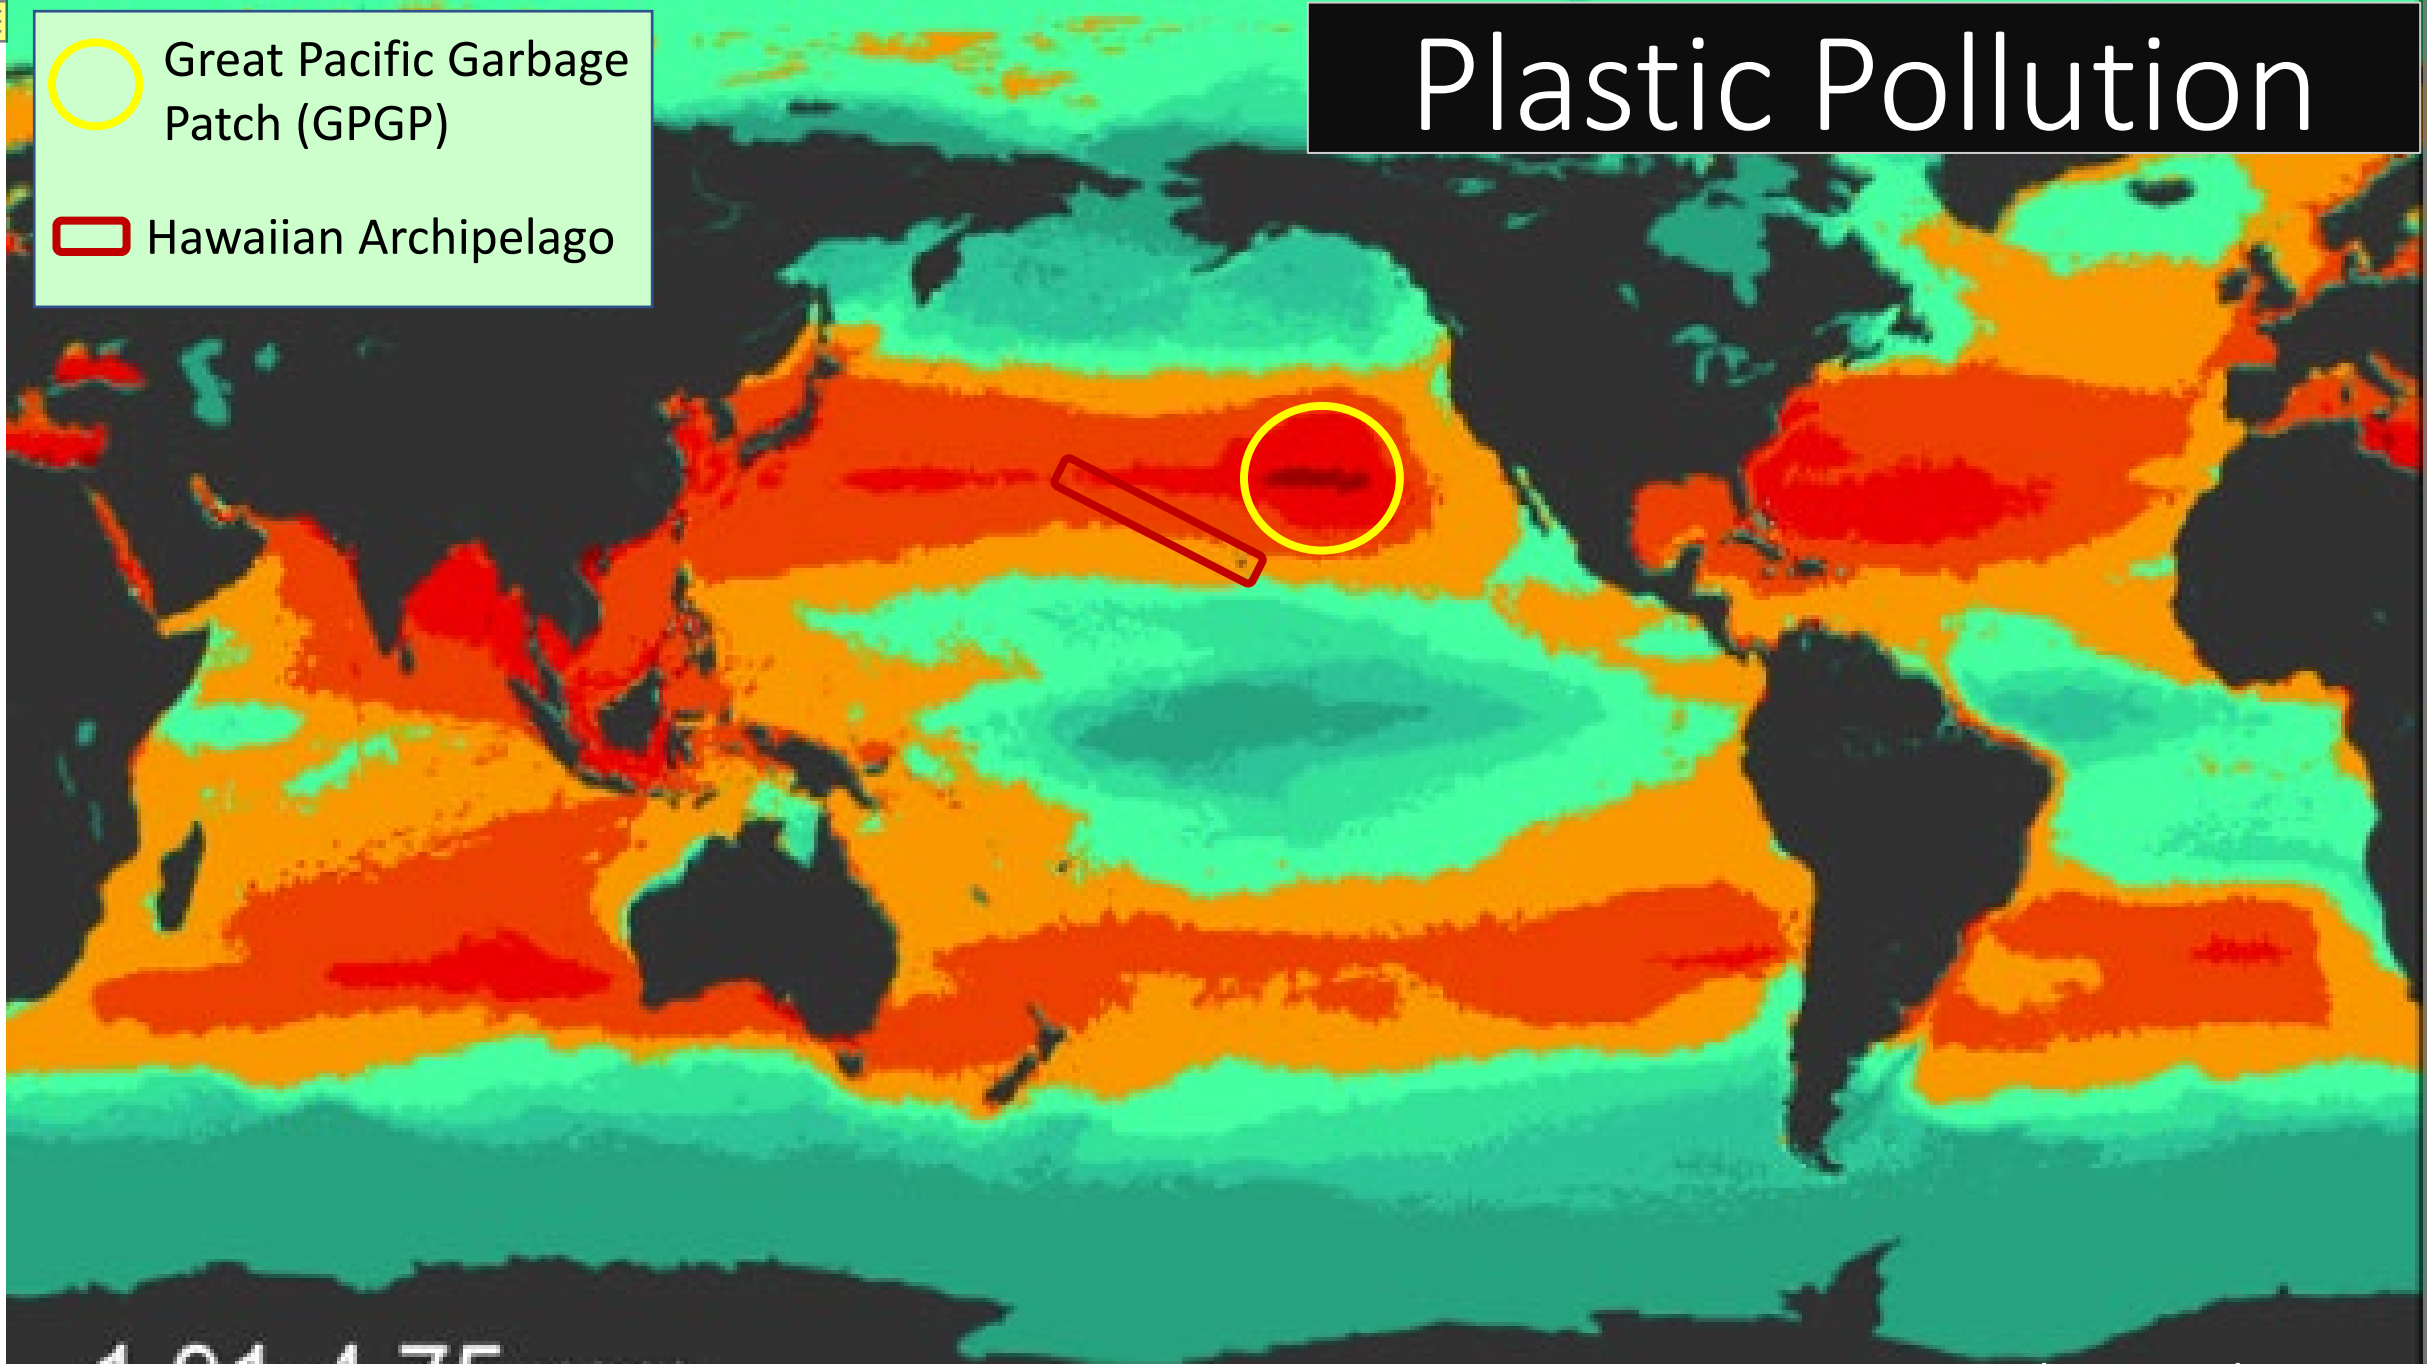 Great Pacific Garbage
Patch (GPGP)
Hawaiian Archipelago
Plastic Pollution